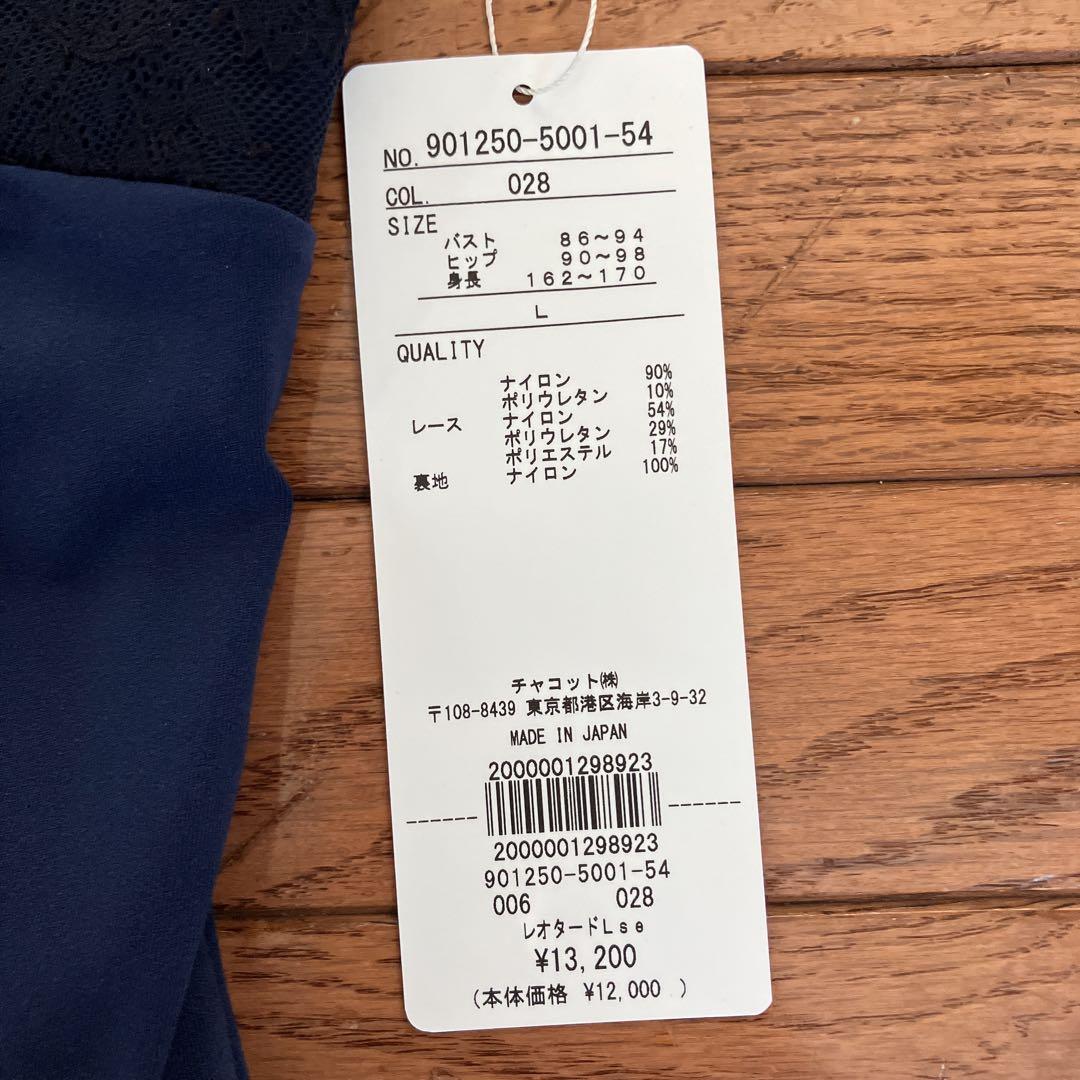 NO. 901250-5001-54
COL. 028
SIZE
バスト 86～94
ヒップ 90～98
身長 162～170
L
QUALITY
ナイロン 90%
ポリウレタン 10%
レース ナイロン 54%
ポリウレタン 29%
ポリエステル 17%
裏地 ナイロン 100%
チャコット㈱
〒108-8439 東京都港区海岸3-9-32
MADE IN JAPAN
2000001298923
2000001298923
901250-5001-54
006 028
レオタードLse
¥13,200
(本体価格 ¥12,000 )